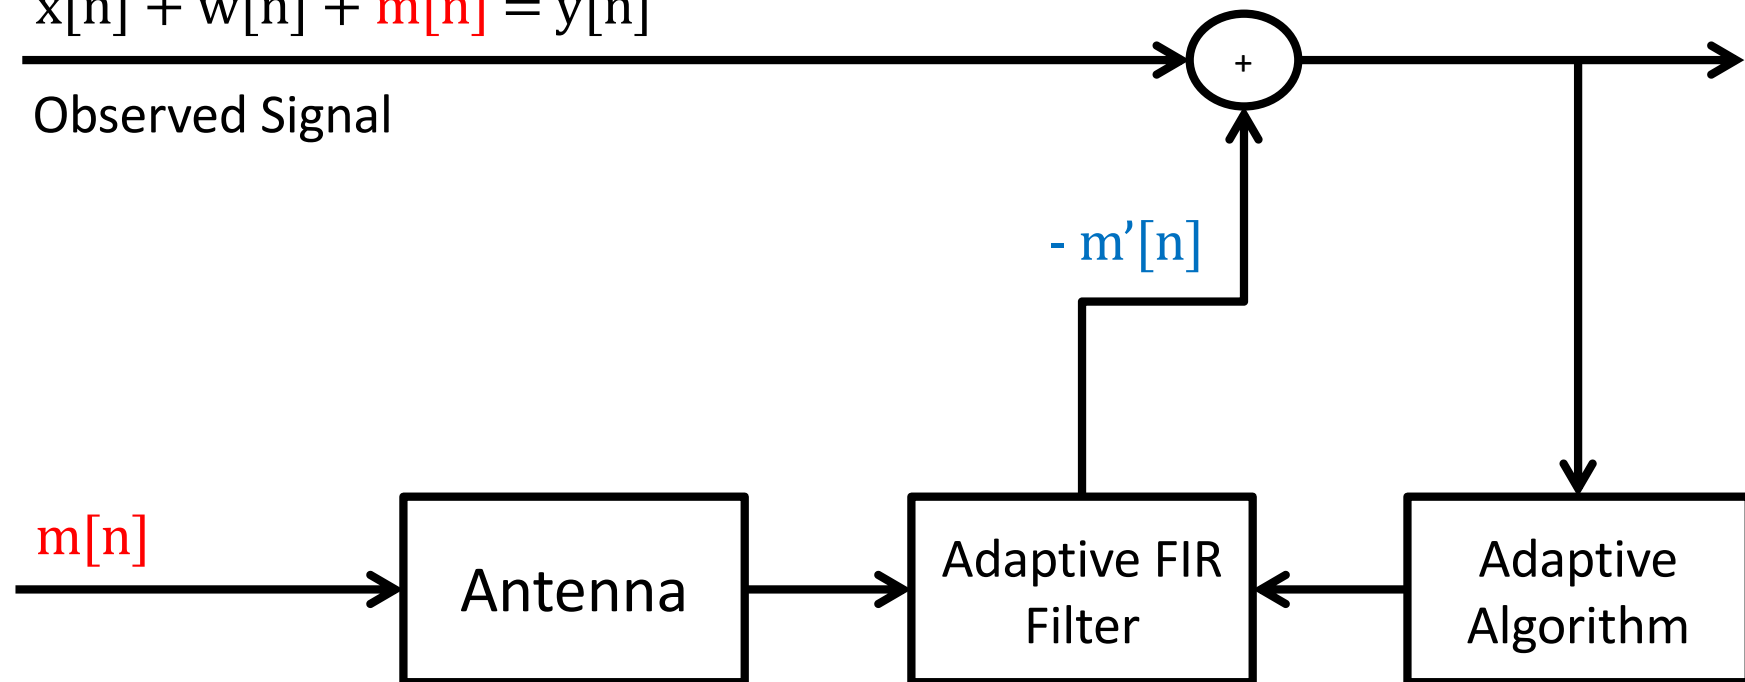 x[n] + w[n] + m[n] = y[n]
+
Observed Signal
- m’[n]
m[n]
Antenna
Adaptive FIR
Filter
Adaptive
Algorithm